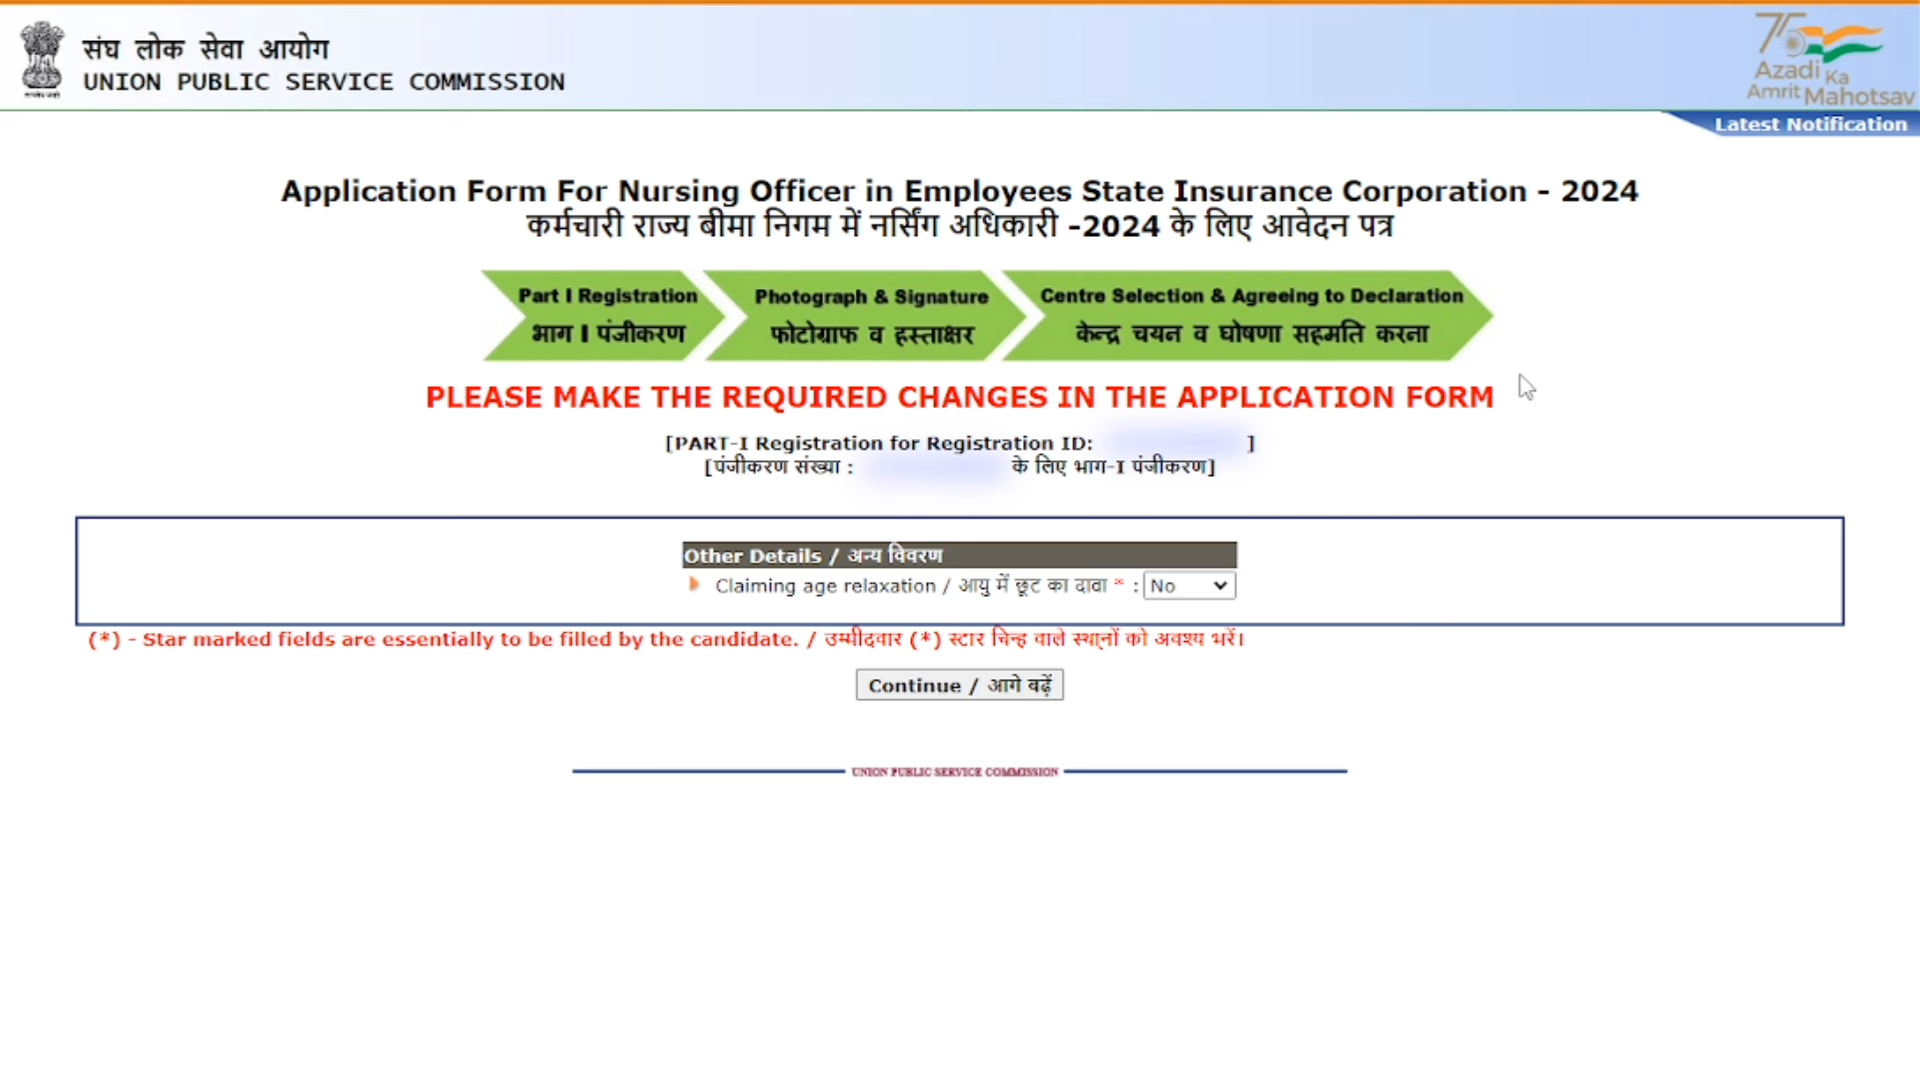 संघ लोक सेवा आयोग
UNION PUBLIC SERVICE COMMISSION
75
Azadi Ka
Amrit Mahotsav
Latest Notification
Application Form For Nursing Officer in Employees State Insurance Corporation - 2024
कर्मचारी राज्य बीमा निगम में नर्सिंग अधिकारी -2024 के लिए आवेदन पत्र
Part I Registration
भाग I पंजीकरण
Photograph & Signature
फोटोग्राफ व हस्ताक्षर
Centre Selection & Agreeing to Declaration
केन्द्र चयन व घोषणा सहमति करना
PLEASE MAKE THE REQUIRED CHANGES IN THE APPLICATION FORM
[PART-I Registration for Registration ID: ]
[पंजीकरण संख्या : के लिए भाग-I पंजीकरण]
Other Details / अन्य विवरण
Claiming age relaxation / आयु में छूट का दावा * : No
(*) - Star marked fields are essentially to be filled by the candidate. / उम्मीदवार (*) स्टार चिन्ह वाले स्थानों को अवश्य भरें।
Continue / आगे बढ़ें
UNION PUBLIC SERVICE COMMISSION